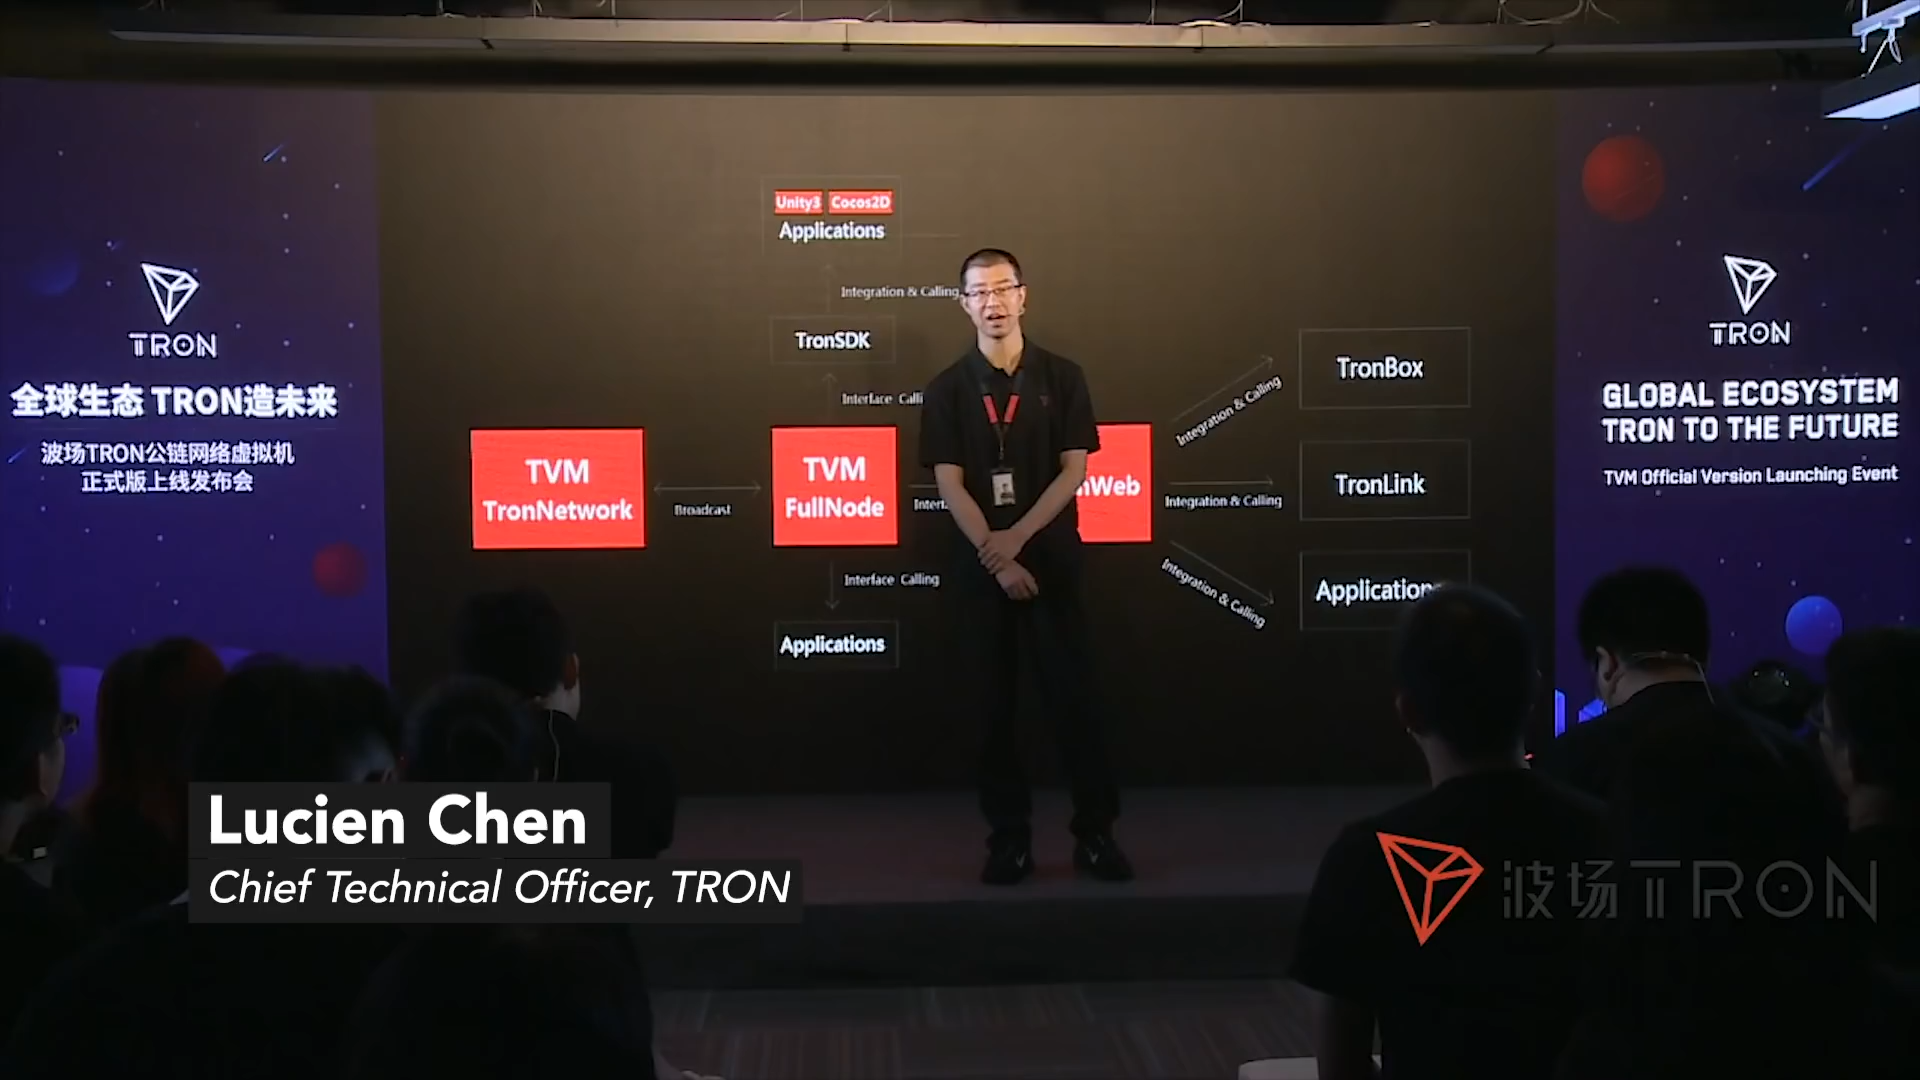 TRON
全球生态 TRON造未来
波场TRON公链网络虚拟机
正式版上线发布会
Unity3 Cocos2D
Applications
Integration & Calling
TronSDK
Interface
TVM
TronNetwork
Broadcast
TVM
FullNode
Web
Interface Calling
Applications
Integration & Calling
Integration & Calling
Integration & Calling
TronBox
TronLink
Application
TRON
GLOBAL ECOSYSTEM
TRON TO THE FUTURE
TVM Official Version Launching Event
Lucien Chen
Chief Technical Officer, TRON
波场TRON